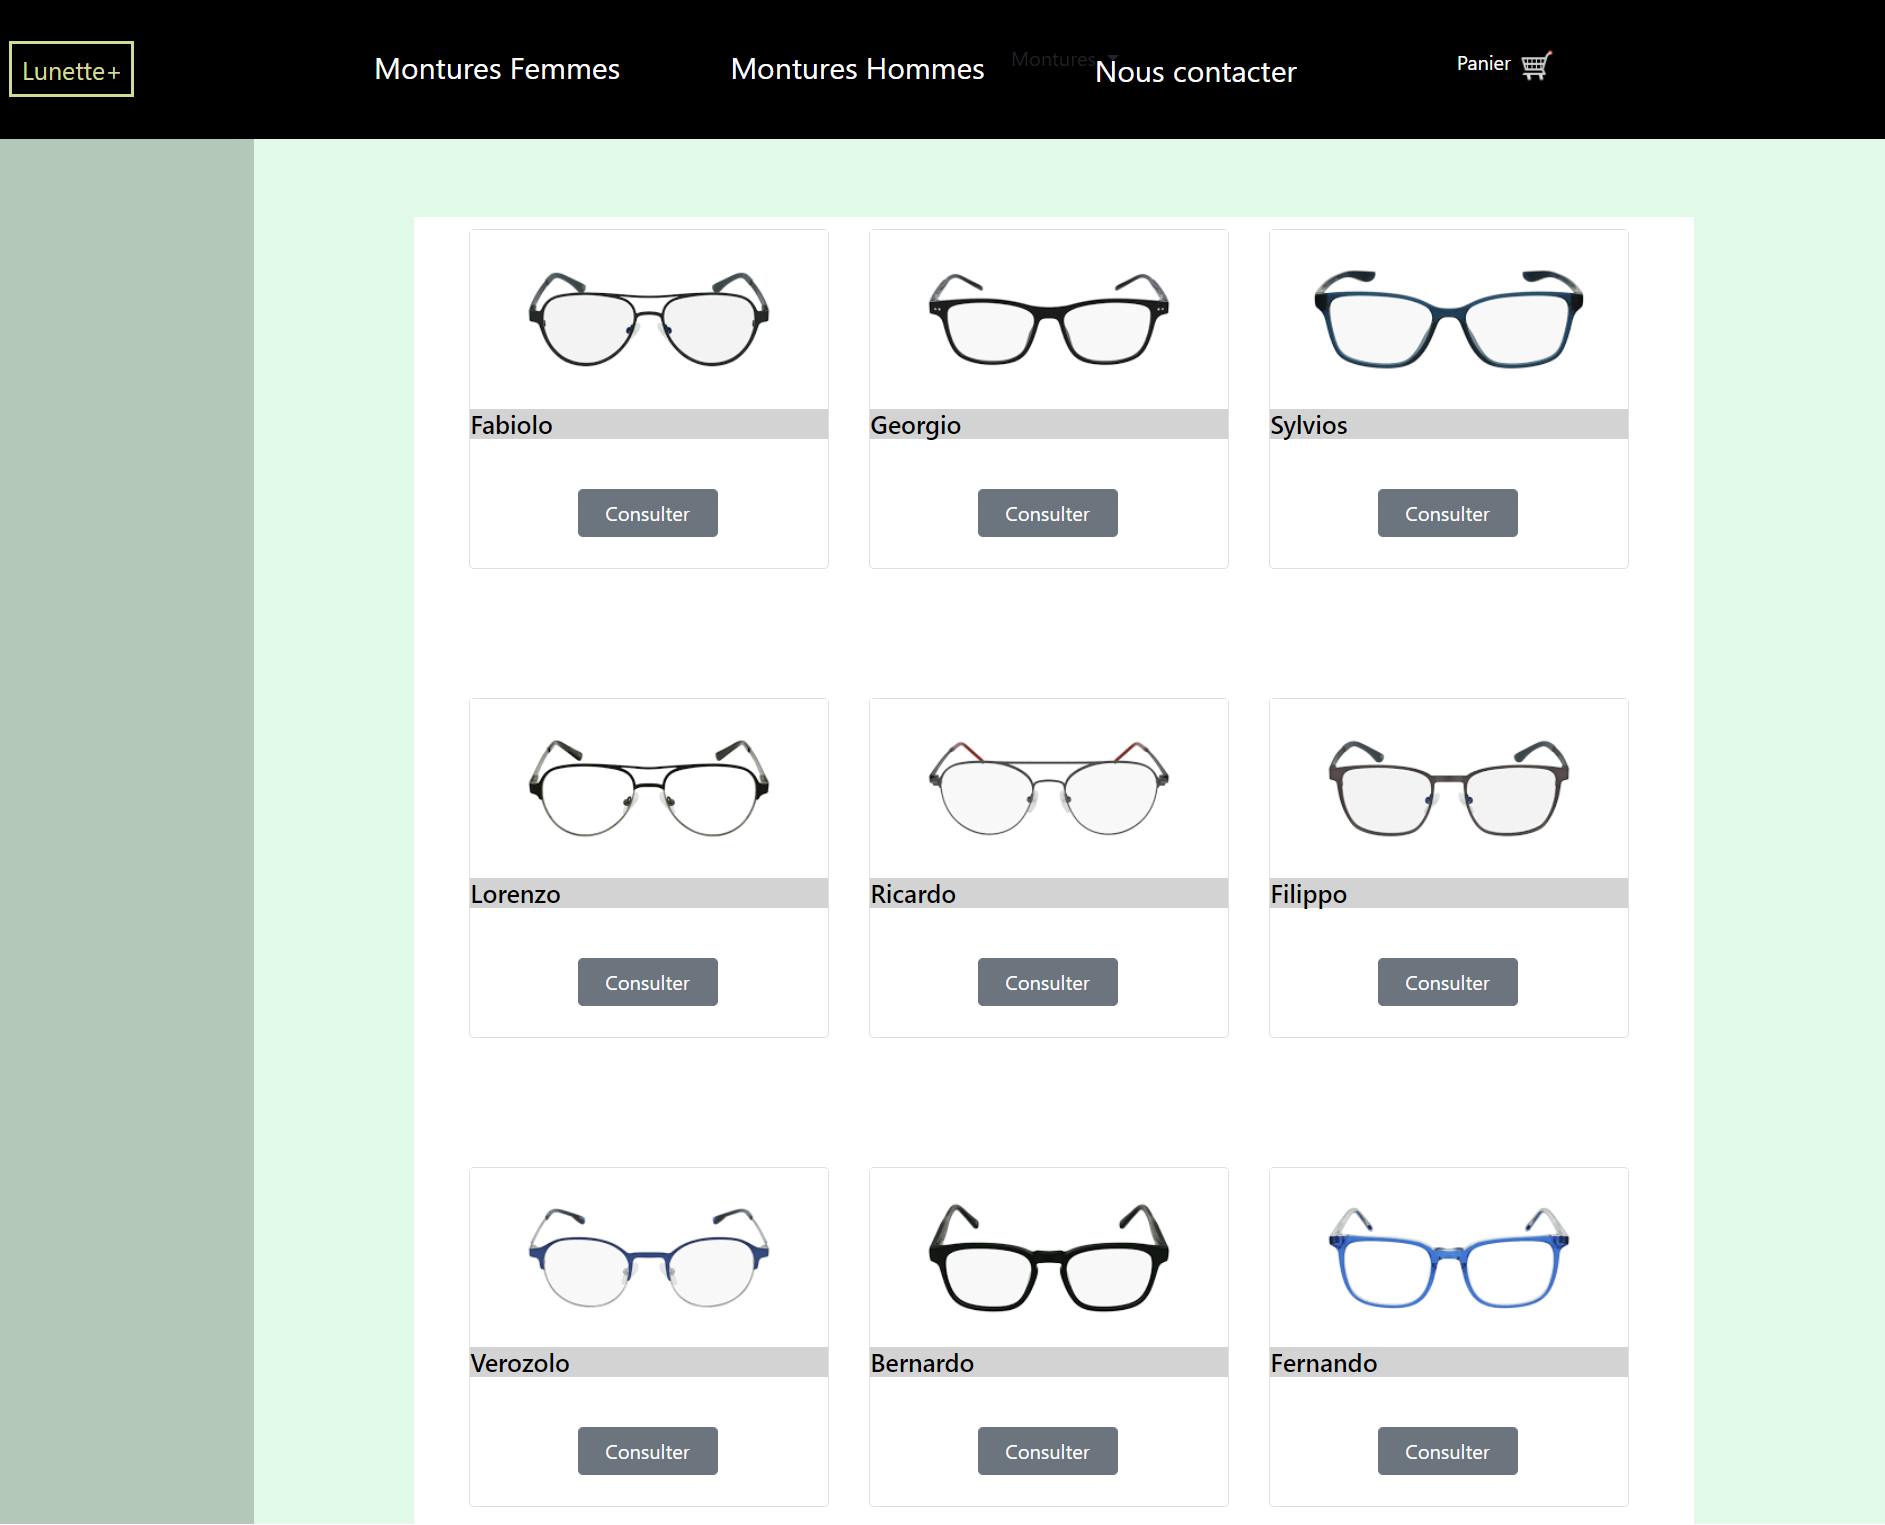 Lunette+
Montures Femmes
Montures Hommes
Montures
Nous contacter
Panier
Fabiolo
Georgio
Sylvios
Consulter
Consulter
Consulter
Lorenzo
Ricardo
Filippo
Consulter
Consulter
Consulter
Verozolo
Bernardo
Fernando
Consulter
Consulter
Consulter